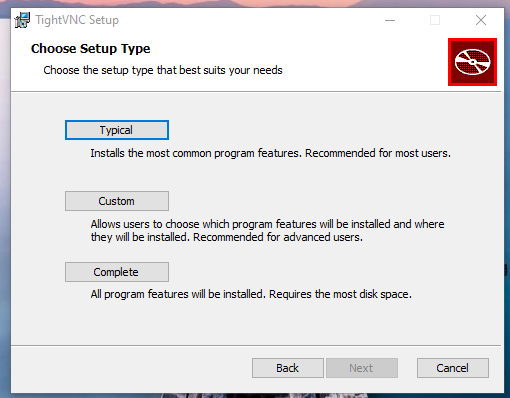 TightVNC Setup
Choose Setup Type
Choose the setup type that best suits your needs
Typical
Installs the most common program features. Recommended for most users.
Custom
Allows users to choose which program features will be installed and where
they will be installed. Recommended for advanced users.
Complete
All program features will be installed. Requires the most disk space.
Back
Next
Cancel